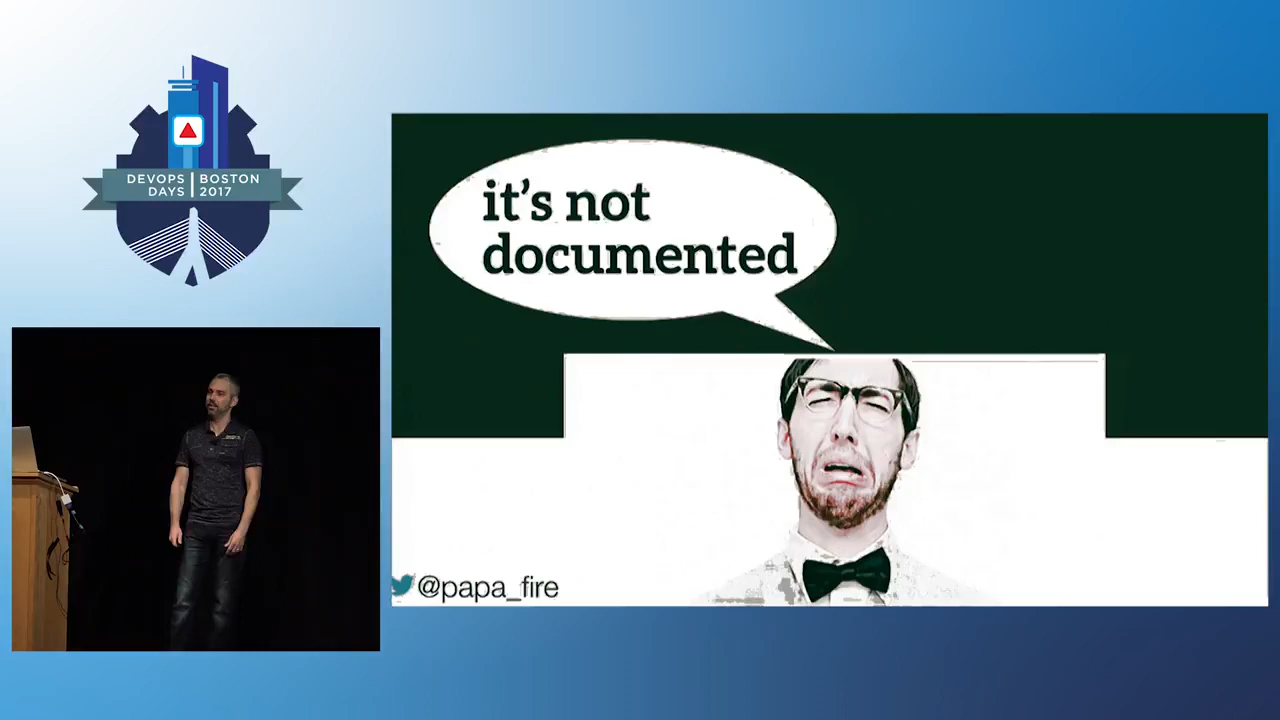 DEVOPS | BOSTON
DAYS | 2017
it's not
documented
@papa_fire